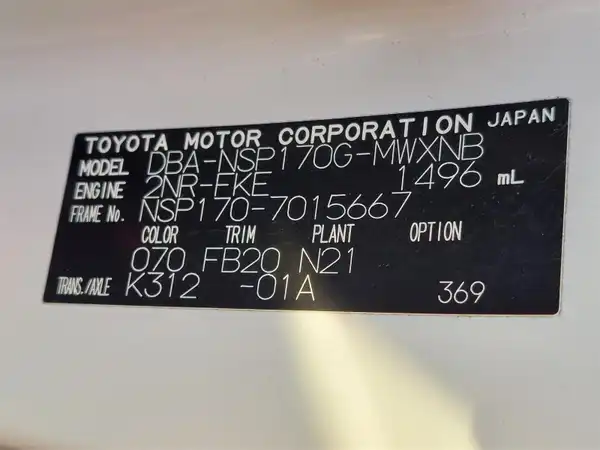 TOYOTA MOTOR CORPORATION JAPAN
MODEL DBA-NSP170G-MWXNB
ENGINE 2NR-FKE 1496 mL
FRAME No. NSP170-7015667
COLOR TRIM PLANT OPTION
070 FB20 N21
TRANS./AXLE K312 -01A 369